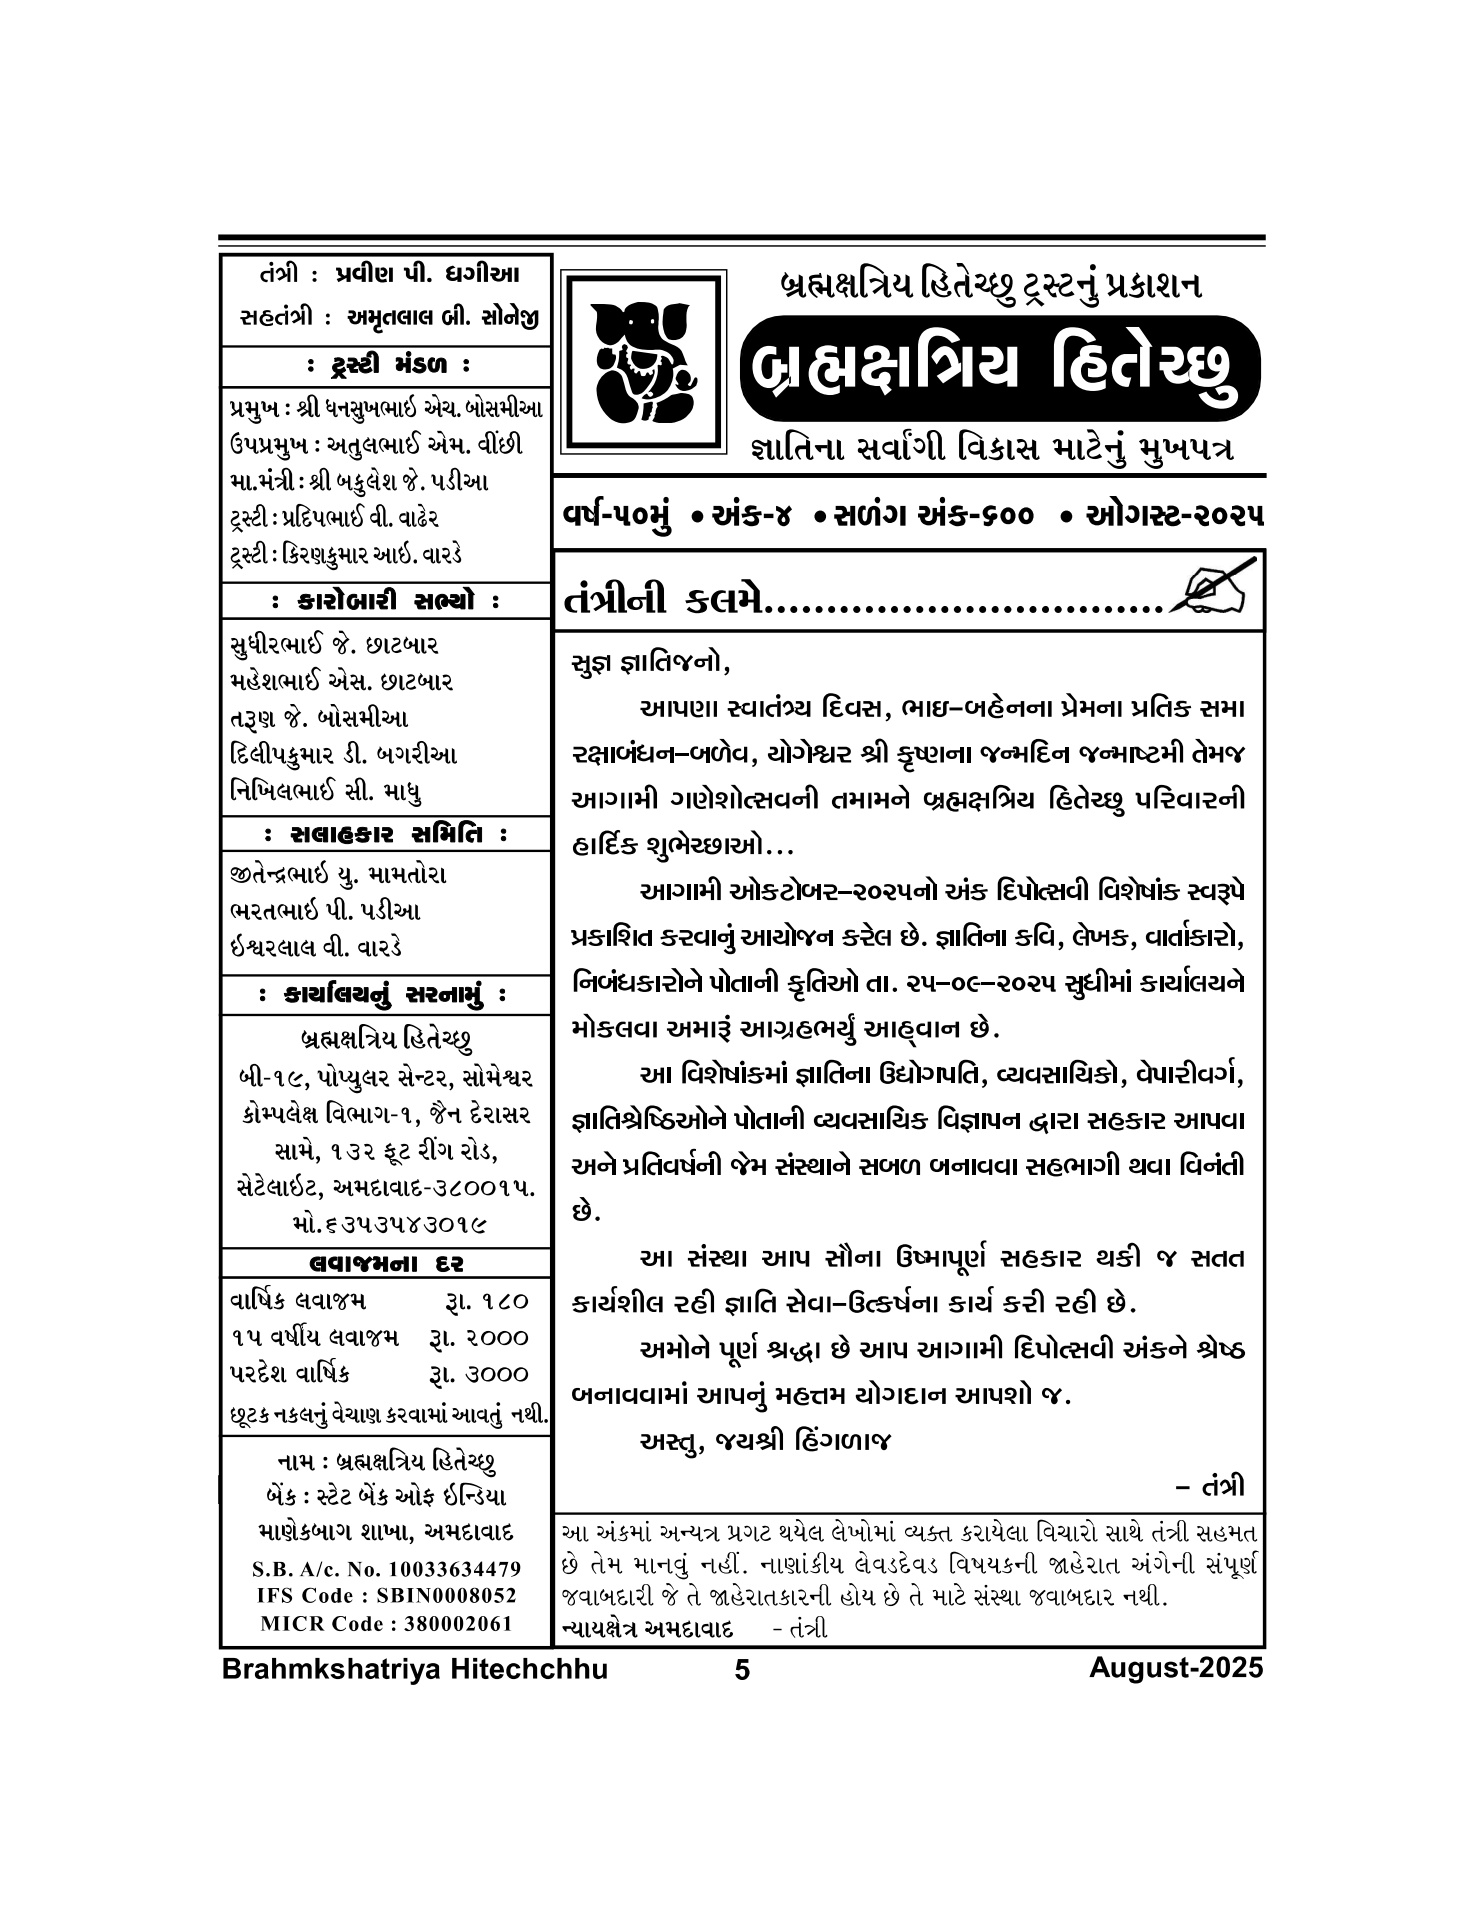 તંત્રી : પ્રવીણ પી. ધગીઆ
સહતંત્રી : અમૃતલાલ બી. સોનેજી
: ટ્રસ્ટી મંડળ :
પ્રમુખ : શ્રી ધનસુખભાઇ એચ. બોસમીઆ
ઉપપ્રમુખ : અતુલભાઈ એમ. વીંછી
મા.મંત્રી : શ્રી બકુલેશ જે. પડીઆ
ટ્રસ્ટી : પ્રદિપભાઈ વી. વાઢેર
ટ્રસ્ટી : કિરણકુમાર આઇ. વારડે
: કારોબારી સભ્યો :
સુધીરભાઈ જે. છાટબાર
મહેશભાઈ એસ. છાટબાર
તરૂણ જે. બોસમીઆ
દિલીપકુમાર ડી. બગરીઆ
નિખિલભાઈ સી. માધુ
: સલાહકાર સમિતિ :
જીતેન્દ્રભાઇ યુ. મામતોરા
ભરતભાઇ પી. પડીઆ
ઇશ્વરલાલ વી. વારડે
: કાર્યાલયનું સરનામું :
બ્રહ્મક્ષત્રિય હિતેચ્છુ
બી-૧૯, પોપ્યુલર સેન્ટર, સોમેશ્વર
કોમ્પલેક્ષ વિભાગ-૧, જૈન દેરાસર
સામે, ૧૩૨ ફૂટ રીંગ રોડ,
સેટેલાઇટ, અમદાવાદ-૩૮૦૦૧૫.
મો.૬૩૫૩૫૪૩૦૧૯
લવાજમના દર
વાર્ષિક લવાજમ રૂા. ૧૮૦
૧૫ વર્ષીય લવાજમ રૂા. ૨૦૦૦
પરદેશ વાર્ષિક રૂા. ૩૦૦૦
છૂટક નકલનું વેચાણ કરવામાં આવતું નથી.
નામ : બ્રહ્મક્ષત્રિય હિતેચ્છુ
બેંક : સ્ટેટ બેંક ઓફ ઇન્ડિયા
માણેકબાગ શાખા, અમદાવાદ
S.B. A/c. No. 10033634479
IFS Code : SBIN0008052
MICR Code : 380002061
બ્રહ્મક્ષત્રિય હિતેચ્છુ ટ્રસ્ટનું પ્રકાશન
બ્રહ્મક્ષત્રિય હિતેચ્છુ
જ્ઞાતિના સર્વાંગી વિકાસ માટેનું મુખપત્ર
વર્ષ-૫૦મું • અંક-૪ • સળંગ અંક-૬૦૦ • ઓગસ્ટ-૨૦૨૫
તંત્રીની કલમે................................
સુજ્ઞ જ્ઞાતિજનો,
આપણા સ્વાતંત્ર્ય દિવસ, ભાઇ–બહેનના પ્રેમના પ્રતિક સમા
રક્ષાબંધન–બળેવ, યોગેશ્વર શ્રી કૃષ્ણના જન્મદિન જન્માષ્ટમી તેમજ
આગામી ગણેશોત્સવની તમામને બ્રહ્મક્ષત્રિય હિતેચ્છુ પરિવારની
હાર્દિક શુભેચ્છાઓ...
આગામી ઓકટોબર–૨૦૨૫નો અંક દિપોત્સવી વિશેષાંક સ્વરૂપે
પ્રકાશિત કરવાનું આયોજન કરેલ છે. જ્ઞાતિના કવિ, લેખક, વાર્તાકારો,
નિબંધકારોને પોતાની કૃતિઓ તા. ૨૫–૦૯–૨૦૨૫ સુધીમાં કાર્યાલયને
મોકલવા અમારૂં આગ્રહભર્યું આહ્‌વાન છે.
આ વિશેષાંકમાં જ્ઞાતિના ઉદ્યોગપતિ, વ્યવસાયિકો, વેપારીવર્ગ,
જ્ઞાતિશ્રેષ્ઠિઓને પોતાની વ્યવસાયિક વિજ્ઞાપન દ્વારા સહકાર આપવા
અને પ્રતિવર્ષની જેમ સંસ્થાને સબળ બનાવવા સહભાગી થવા વિનંતી
છે.
આ સંસ્થા આપ સૌના ઉષ્માપૂર્ણ સહકાર થકી જ સતત
કાર્યશીલ રહી જ્ઞાતિ સેવા–ઉત્કર્ષના કાર્ય કરી રહી છે.
અમોને પૂર્ણ શ્રદ્ધા છે આપ આગામી દિપોત્સવી અંકને શ્રેષ્ઠ
બનાવવામાં આપનું મહત્તમ યોગદાન આપશો જ.
અસ્તુ, જયશ્રી હિંગળાજ
– તંત્રી
આ અંકમાં અન્યત્ર પ્રગટ થયેલ લેખોમાં વ્યક્ત કરાયેલા વિચારો સાથે તંત્રી સહમત
છે તેમ માનવું નહીં. નાણાંકીય લેવડદેવડ વિષયકની જાહેરાત અંગેની સંપૂર્ણ
જવાબદારી જે તે જાહેરાતકારની હોય છે તે માટે સંસ્થા જવાબદાર નથી.
ન્યાયક્ષેત્ર અમદાવાદ - તંત્રી
Brahmkshatriya Hitechchhu 5 August-2025